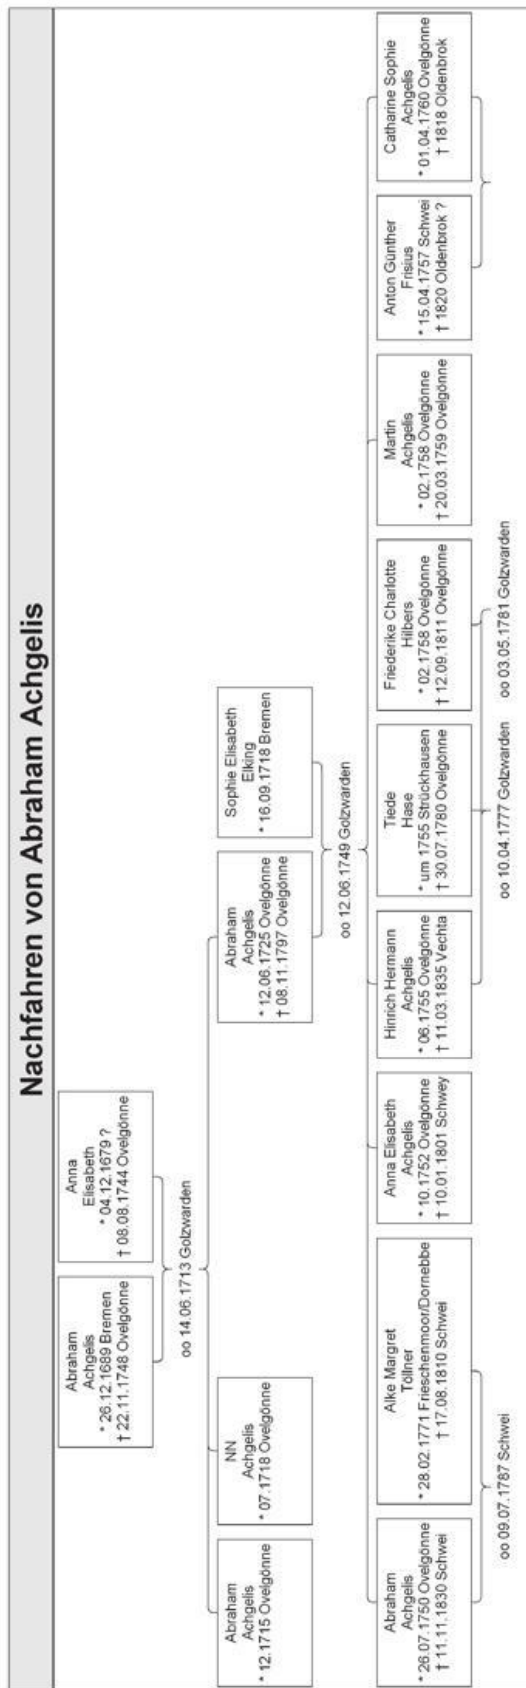 Nachfahren von Abraham Achgelis
Abraham
Achgelis
* 26.12.1689 Bremen
† 22.11.1748 Ovelgönne
Anna
Elisabeth
* 04.12.1679 ?
† 08.08.1744 Ovelgönne
oo 14.06.1713 Golzwarden
Abraham
Achgelis
* 12.1715 Ovelgönne
NN
Achgelis
* 07.1718 Ovelgönne
Abraham
Achgelis
* 12.06.1725 Ovelgönne
† 08.11.1797 Ovelgönne
Sophie Elisabeth
Elking
* 16.09.1718 Bremen
oo 12.06.1749 Golzwarden
Abraham
Achgelis
* 26.07.1750 Ovelgönne
† 11.11.1830 Schwei
Alke Margret
Töllner
* 28.02.1771 Frieschenmoor/Dornebbe
† 17.08.1810 Schwei
Anna Elisabeth
Achgelis
* 10.1752 Ovelgönne
† 10.01.1801 Schwey
Hinrich Hermann
Achgelis
* 06.1755 Ovelgönne
† 11.03.1835 Vechta
Tiede
Hase
* um 1755 Strückhausen
† 30.07.1780 Ovelgönne
Friederike Charlotte
Hilbers
* 02.1758 Ovelgönne
† 12.09.1811 Ovelgönne
Martin
Achgelis
* 02.1758 Ovelgönne
† 20.03.1759 Ovelgönne
Anton Günther
Frisius
* 15.04.1757 Schwei
† 1820 Oldenbrok ?
Catharine Sophie
Achgelis
* 01.04.1760 Ovelgönne
† 1818 Oldenbrok
oo 09.07.1787 Schwei
oo 10.04.1777 Golzwarden
oo 03.05.1781 Golzwarden